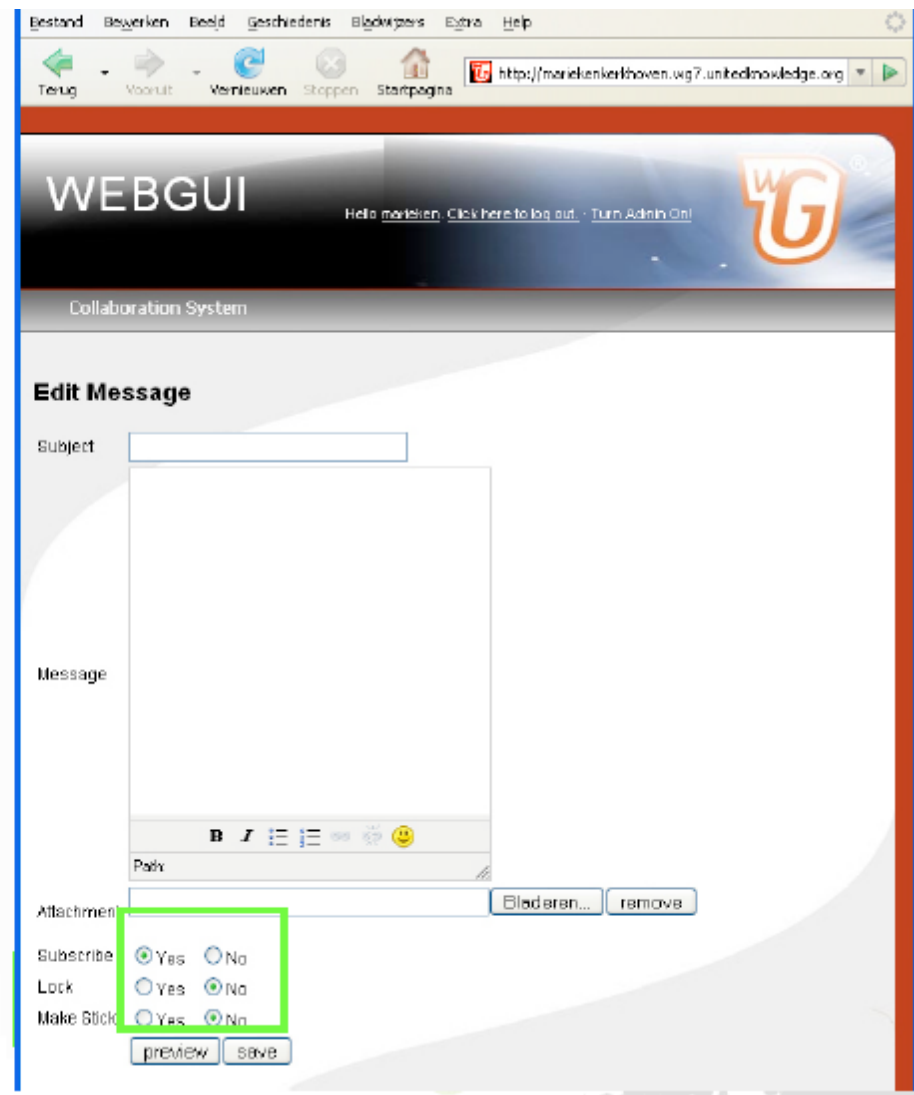 Bestand Bewerken Beeld Geschiedenis Bladwijzers Extra Help
Terug Vooruit Vernieuwen Stoppen Startpagina http://mariekenkerkhoven.wg7.unitedknowledge.org
WEBGUI
Hello marieken. Click here to log out. · Turn Admin On!
WG ®
Collaboration System
Edit Message
Subject
Message
B I
Path:
Attachment Bladeren... remove
Subscribe Yes No
Lock Yes No
Make Stick Yes No
preview save